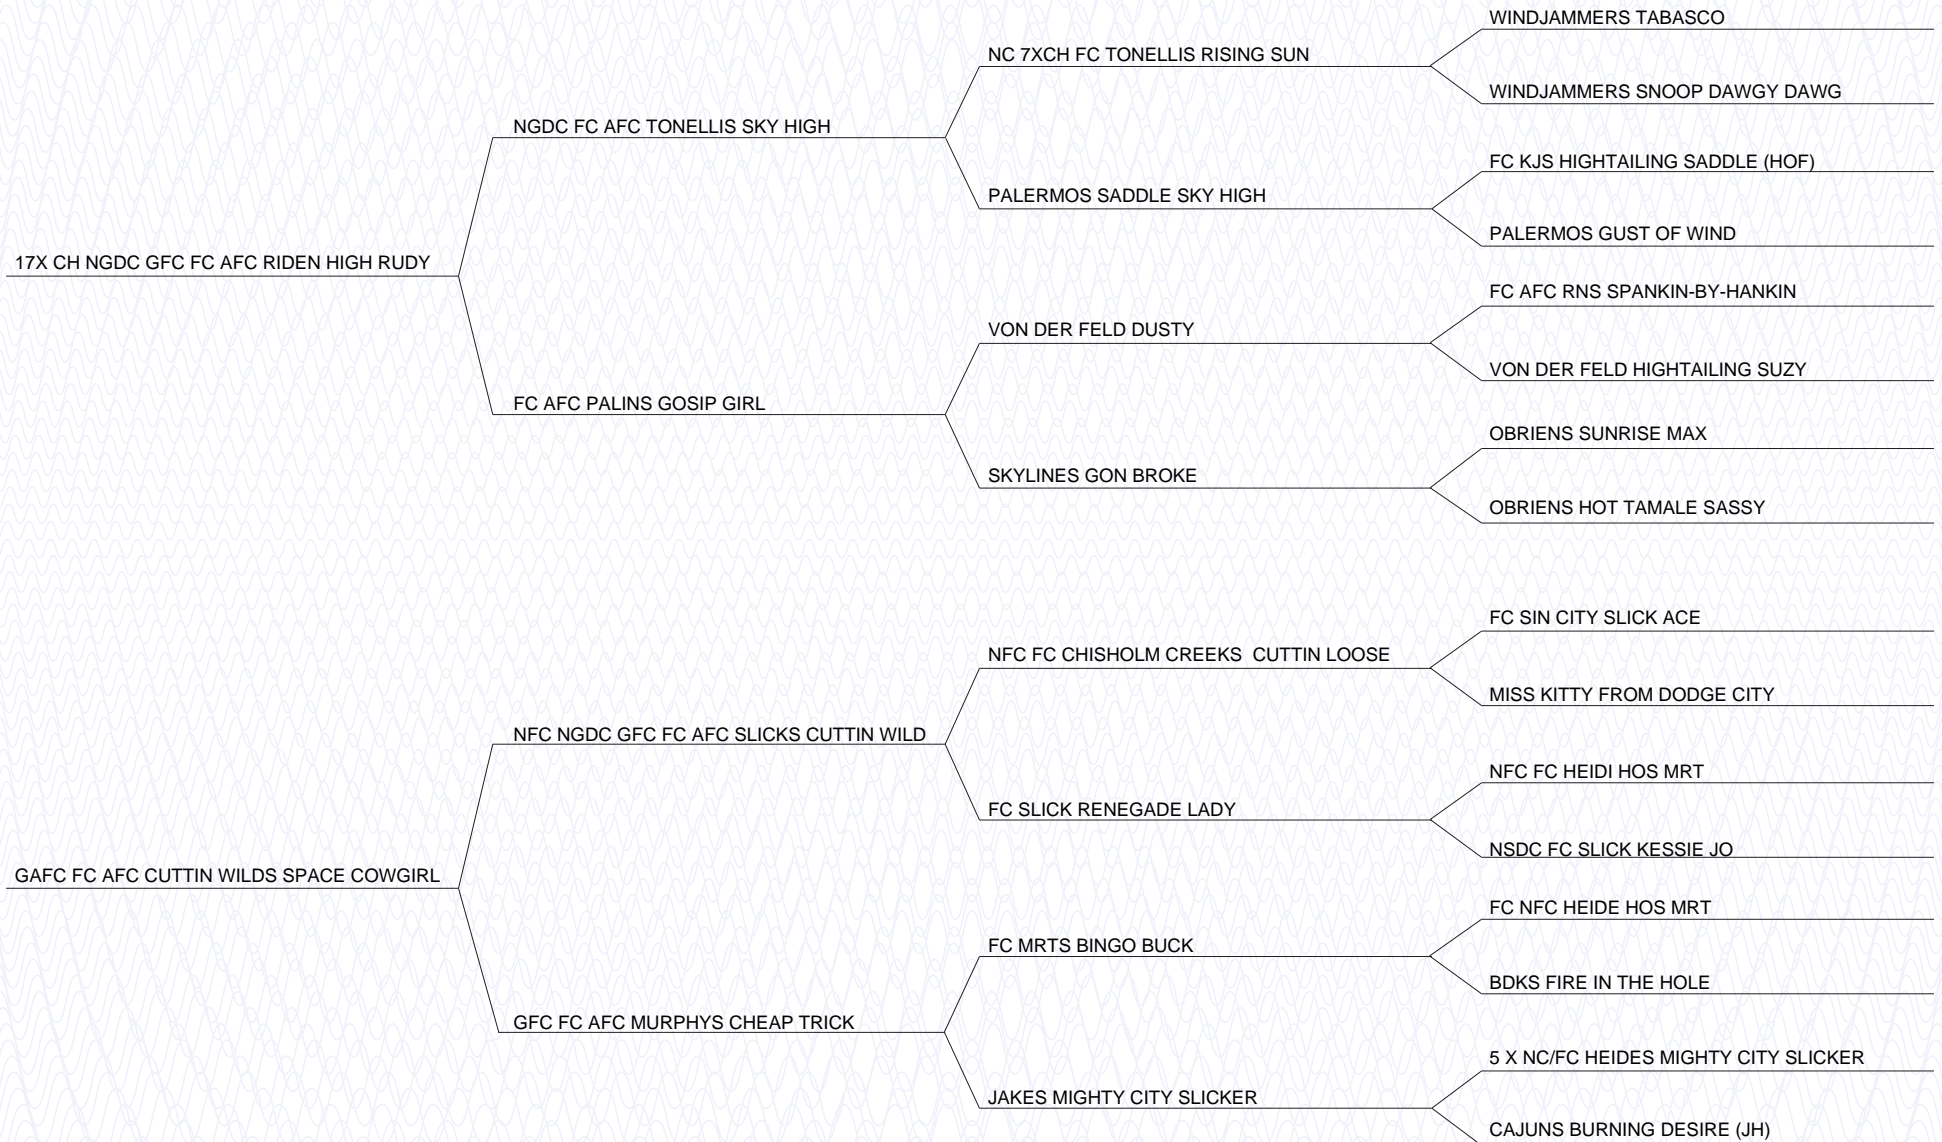 WINDJAMMERS TABASCO
NC 7XCH FC TONELLIS RISING SUN
WINDJAMMERS SNOOP DAWGY DAWG
NGDC FC AFC TONELLIS SKY HIGH
FC KJS HIGHTAILING SADDLE (HOF)
PALERMOS SADDLE SKY HIGH
PALERMOS GUST OF WIND
17X CH NGDC GFC FC AFC RIDEN HIGH RUDY
FC AFC RNS SPANKIN-BY-HANKIN
VON DER FELD DUSTY
VON DER FELD HIGHTAILING SUZY
FC AFC PALINS GOSIP GIRL
OBRIENS SUNRISE MAX
SKYLINES GON BROKE
OBRIENS HOT TAMALE SASSY
FC SIN CITY SLICK ACE
NFC FC CHISHOLM CREEKS  CUTTIN LOOSE
MISS KITTY FROM DODGE CITY
NFC NGDC GFC FC AFC SLICKS CUTTIN WILD
NFC FC HEIDI HOS MRT
FC SLICK RENEGADE LADY
NSDC FC SLICK KESSIE JO
GAFC FC AFC CUTTIN WILDS SPACE COWGIRL
FC NFC HEIDE HOS MRT
FC MRTS BINGO BUCK
BDKS FIRE IN THE HOLE
GFC FC AFC MURPHYS CHEAP TRICK
5 X NC/FC HEIDES MIGHTY CITY SLICKER
JAKES MIGHTY CITY SLICKER
CAJUNS BURNING DESIRE (JH)